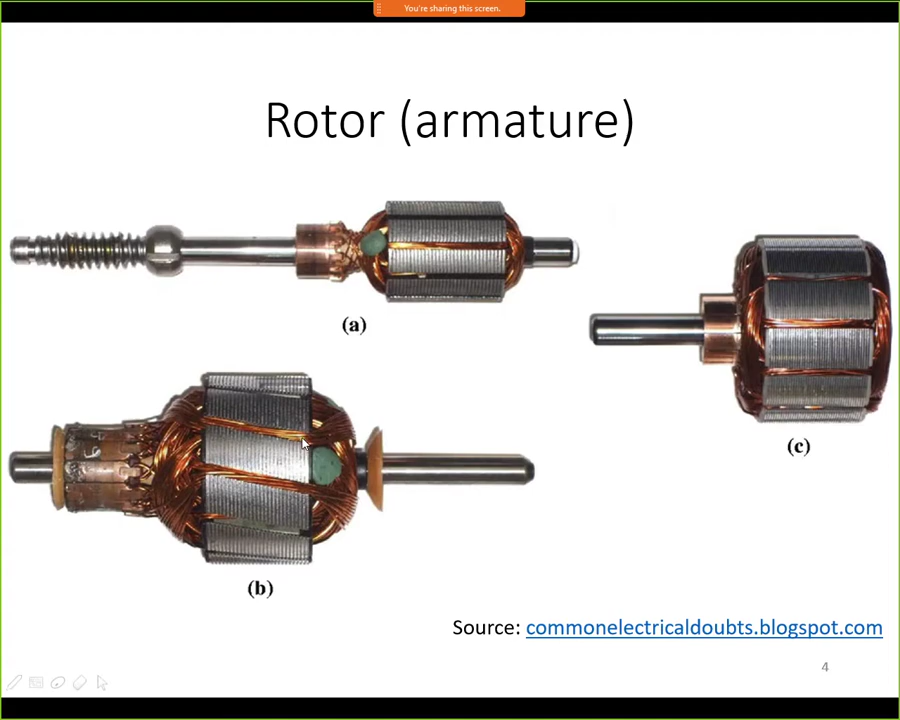 You're sharing this screen.
Rotor (armature)
(a)
(c)
(b)
Source: commonelectricaldoubts.blogspot.com
4